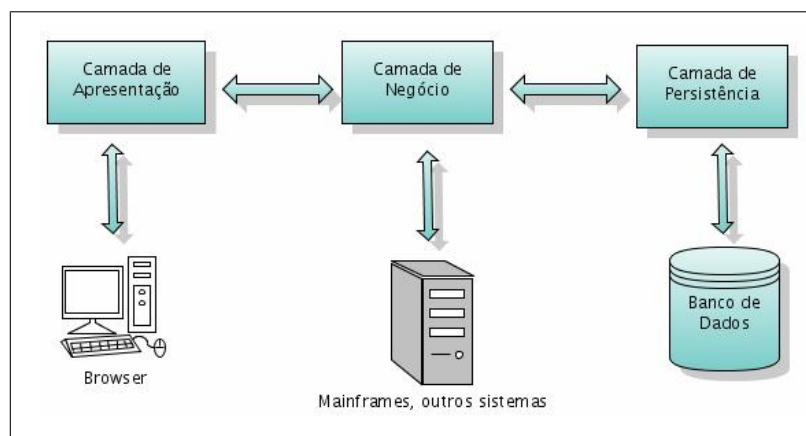 Camada de
Apresentação
Camada de
Negócio
Camada de
Persistência
Browser
Mainframes, outros sistemas
Banco de
Dados